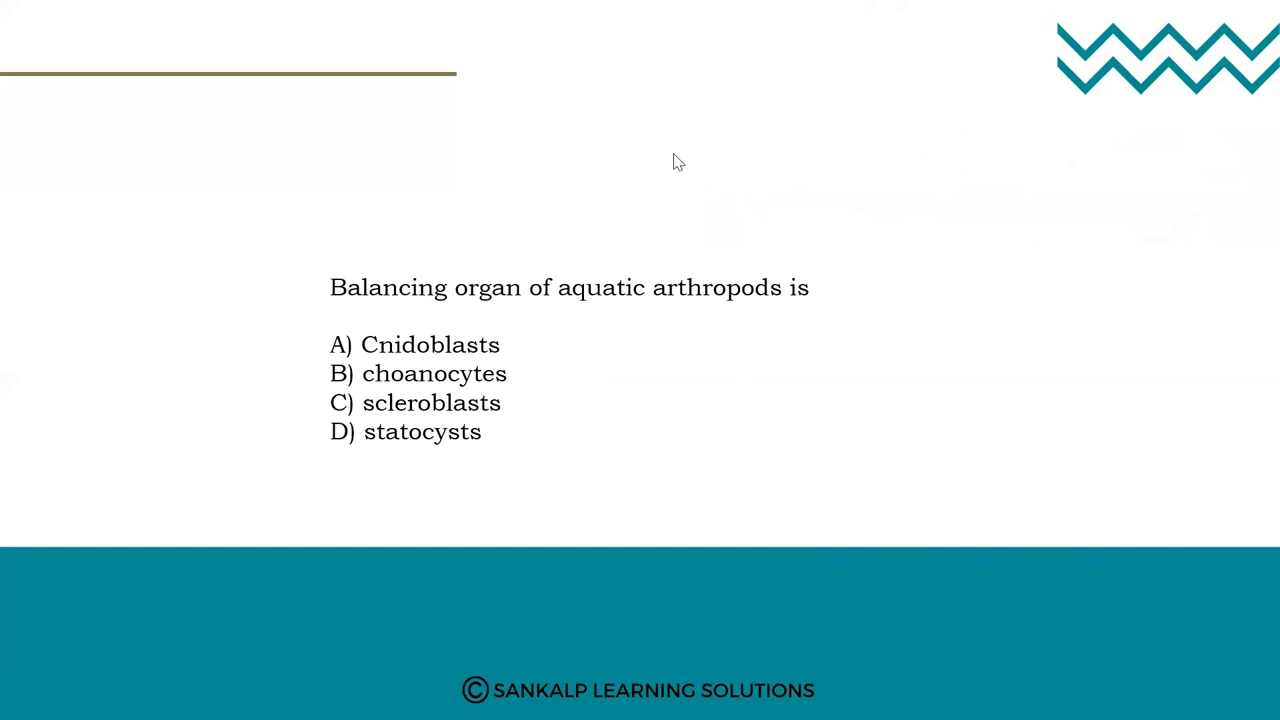 Balancing organ of aquatic arthropods is
A) Cnidoblasts
B) choanocytes
C) scleroblasts
D) statocysts
© SANKALP LEARNING SOLUTIONS